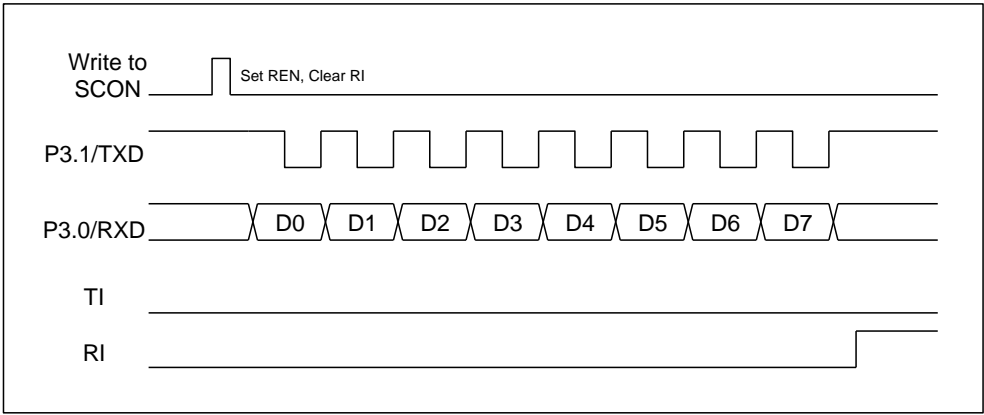 Write to
SCON
Set REN, Clear RI
P3.1/TXD
P3.0/RXD
D0 D1 D2 D3 D4 D5 D6 D7
TI
RI